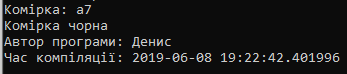 Комірка: a7
Комірка чорна
Автор програми: Денис
Час компіляції: 2019-06-08 19:22:42.401996